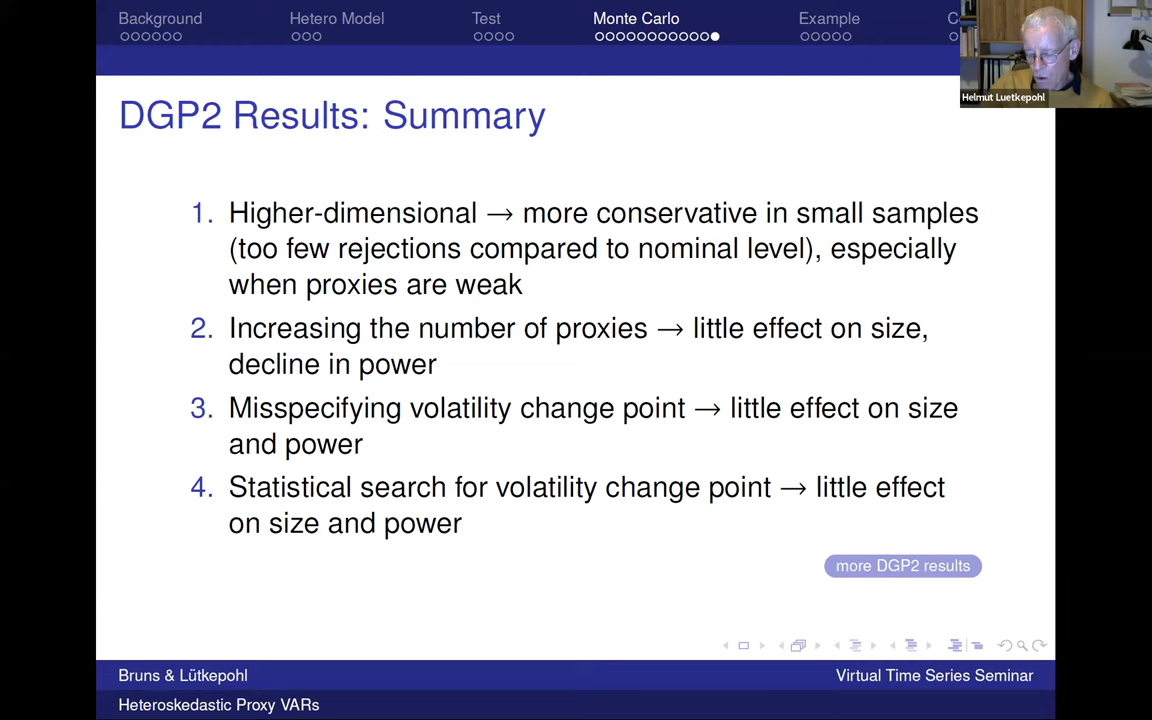 Background
Hetero Model
Test
Monte Carlo
Example
C
Helmut Luetkepohl
DGP2 Results: Summary
1. Higher-dimensional → more conservative in small samples
(too few rejections compared to nominal level), especially
when proxies are weak
2. Increasing the number of proxies → little effect on size,
decline in power
3. Misspecifying volatility change point → little effect on size
and power
4. Statistical search for volatility change point → little effect
on size and power
more DGP2 results
Bruns & Lütkepohl
Virtual Time Series Seminar
Heteroskedastic Proxy VARs